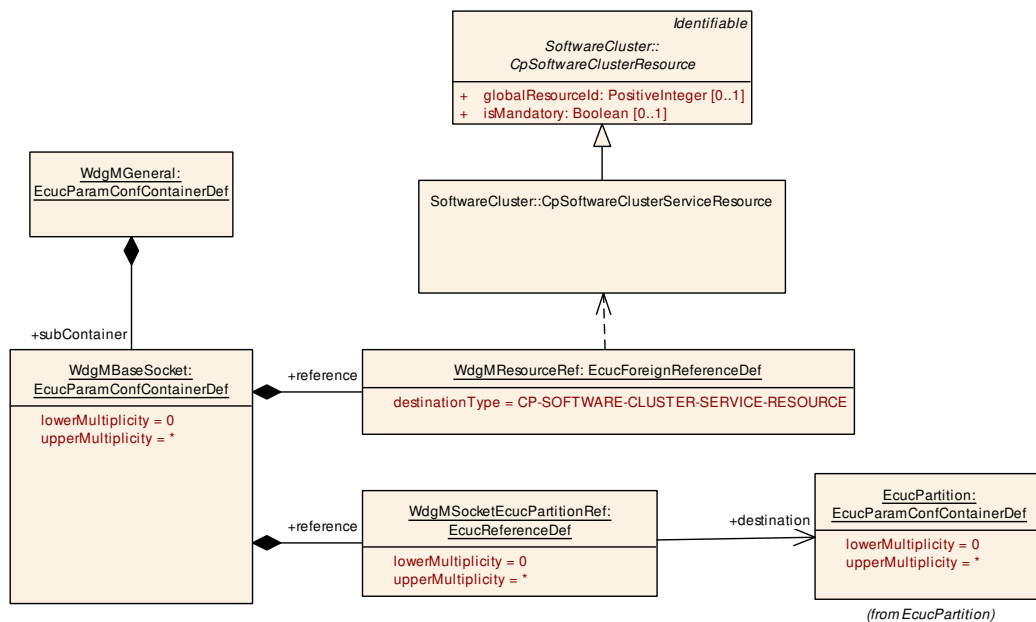 Identifiable
SoftwareCluster::
CpSoftwareClusterResource
+ globalResourceId: PositiveInteger [0..1]
+ isMandatory: Boolean [0..1]
WdgMGeneral:
EcucParamConfContainerDef
SoftwareCluster::CpSoftwareClusterServiceResource
+subContainer
WdgMBaseSocket:
EcucParamConfContainerDef
lowerMultiplicity = 0
upperMultiplicity = *
+reference
WdgMResourceRef: EcucForeignReferenceDef
destinationType = CP-SOFTWARE-CLUSTER-SERVICE-RESOURCE
+reference
WdgMSocketEcucPartitionRef:
EcucReferenceDef
lowerMultiplicity = 0
upperMultiplicity = *
+destination
EcucPartition:
EcucParamConfContainerDef
lowerMultiplicity = 0
upperMultiplicity = *
(from EcucPartition)